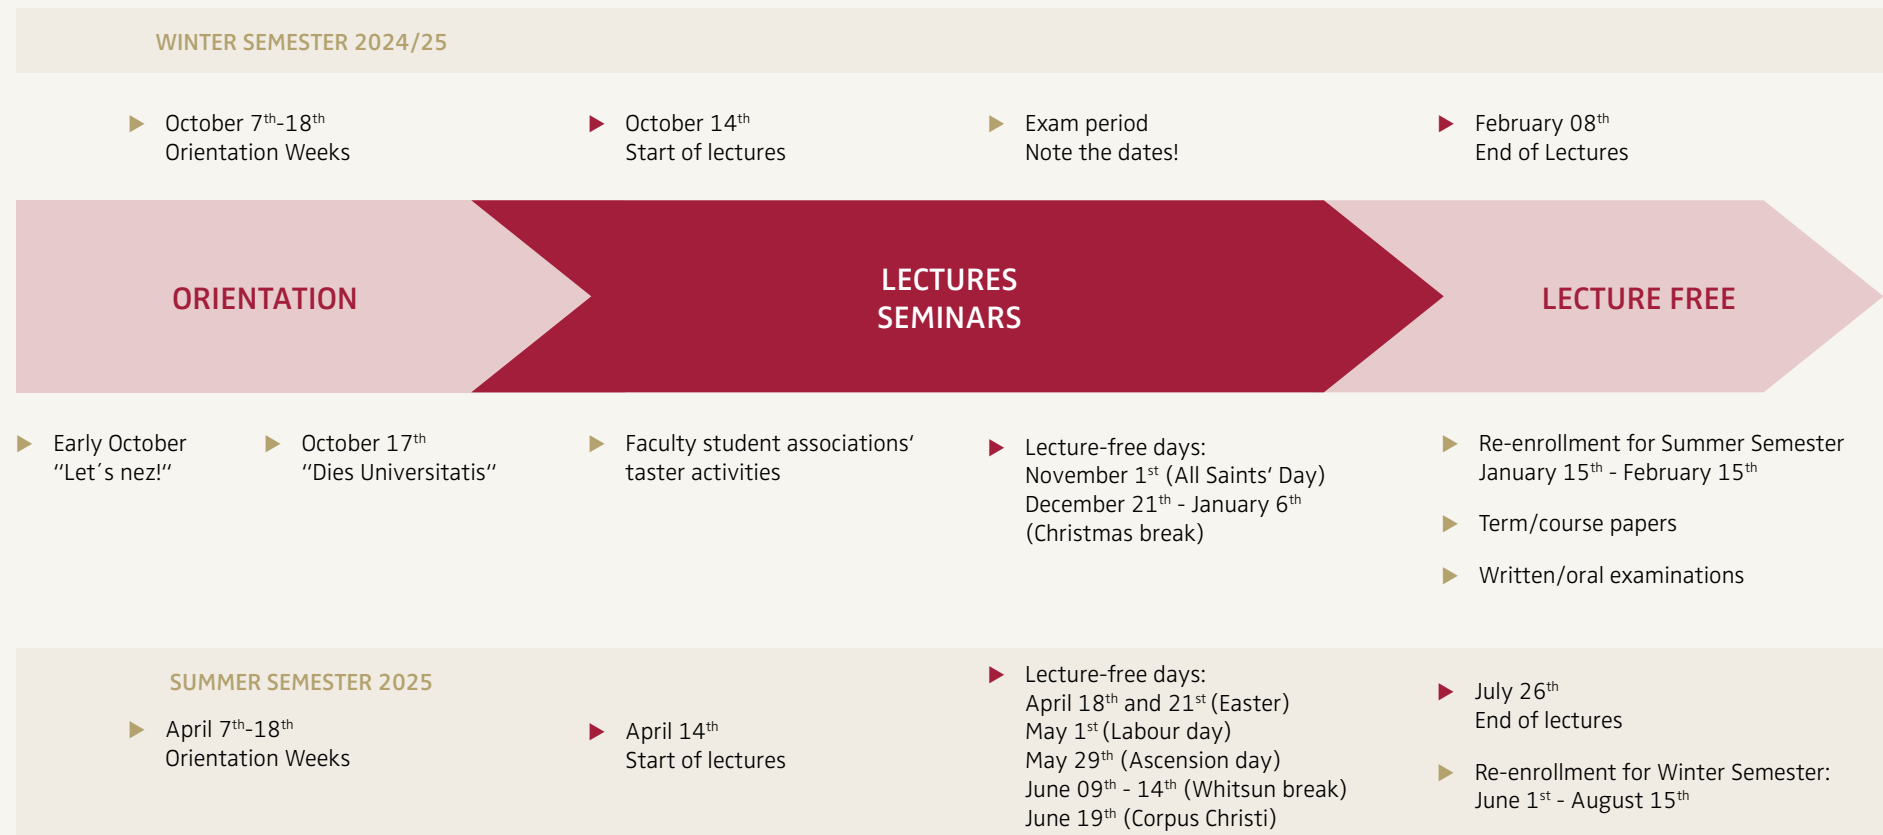 WINTER SEMESTER 2024/25
October 7th-18th
Orientation Weeks
October 14th
Start of lectures
Exam period
Note the dates!
February 08th
End of Lectures
ORIENTATION
LECTURES
SEMINARS
LECTURE FREE
Early October
“Let´s nez!“
October 17th
“Dies Universitatis“
Faculty student associations‘
taster activities
Lecture-free days:
November 1st (All Saints‘ Day)
December 21th - January 6th
(Christmas break)
Re-enrollment for Summer Semester
January 15th - February 15th
Term/course papers
Written/oral examinations
SUMMER SEMESTER 2025
April 7th-18th
Orientation Weeks
April 14th
Start of lectures
Lecture-free days:
April 18th and 21st (Easter)
May 1st (Labour day)
May 29th (Ascension day)
June 09th - 14th (Whitsun break)
June 19th (Corpus Christi)
July 26th
End of lectures
Re-enrollment for Winter Semester:
June 1st - August 15th